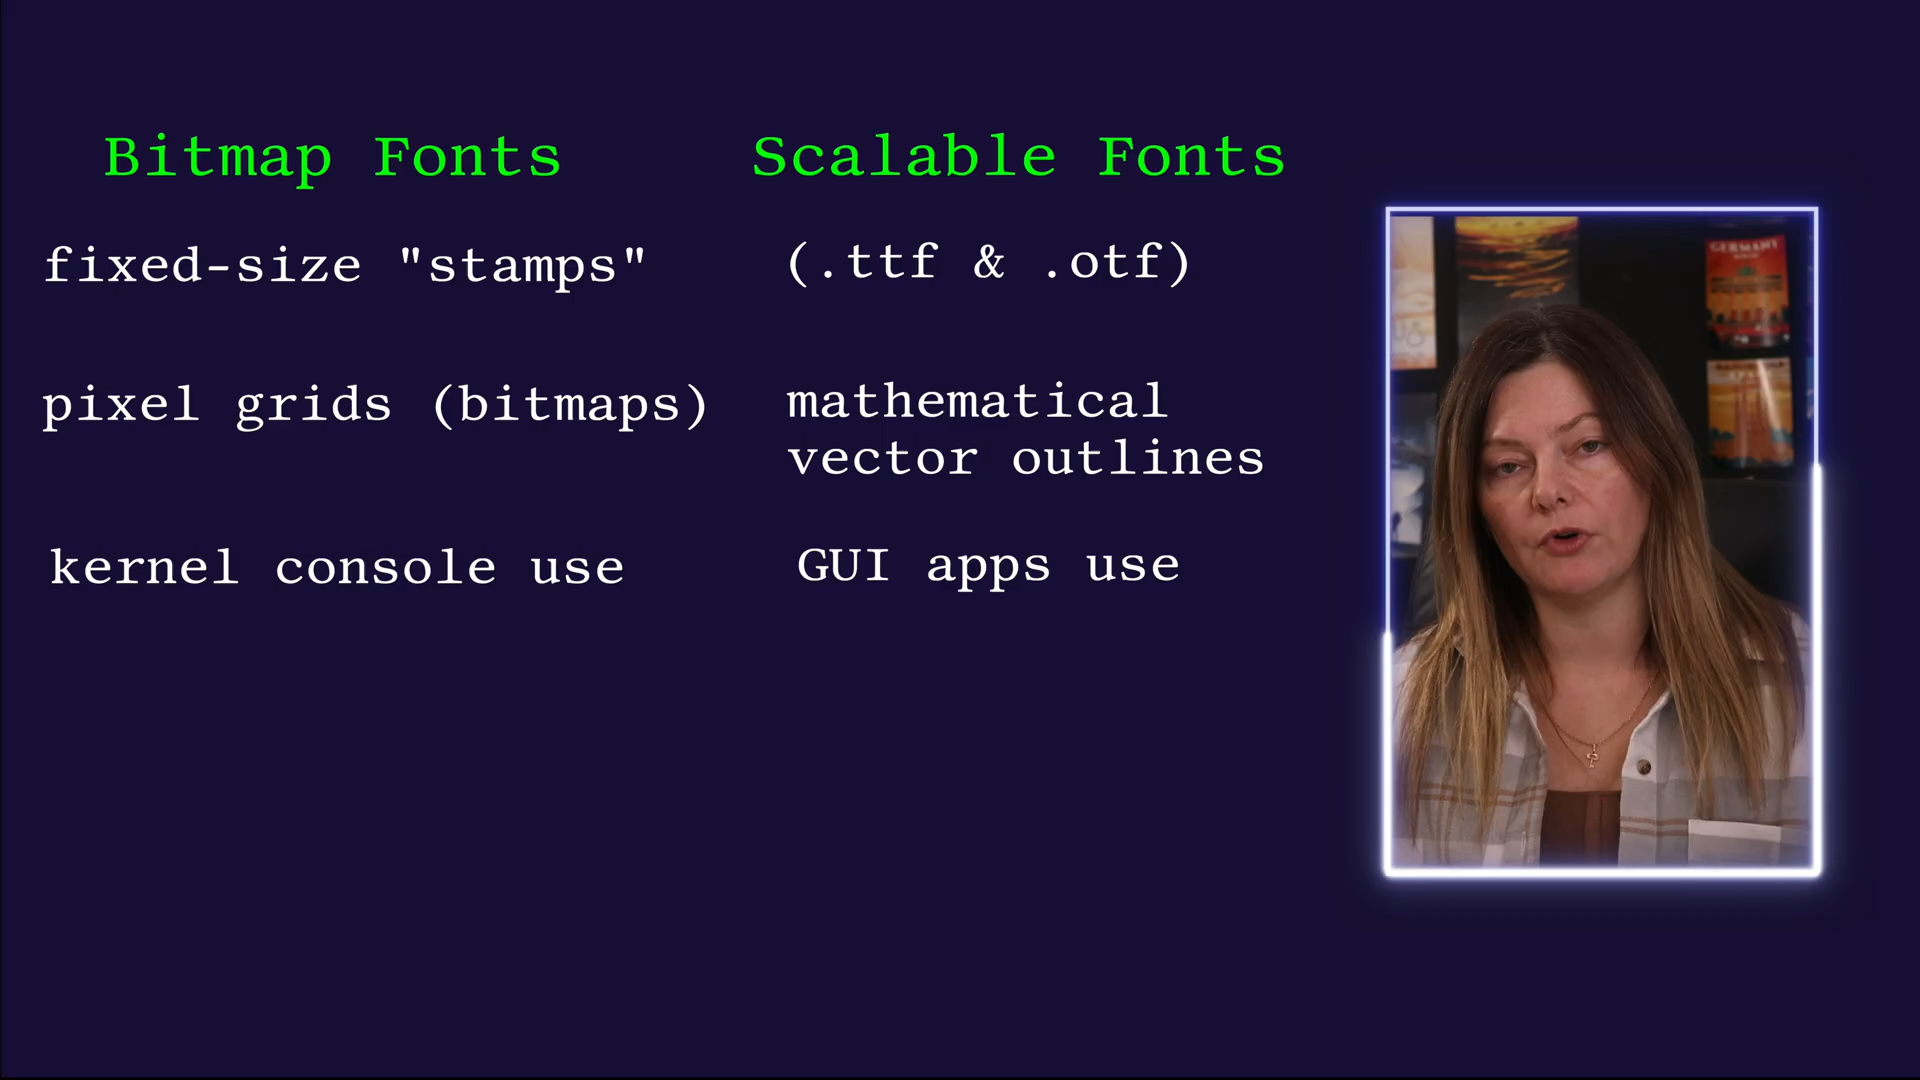 Bitmap Fonts
fixed-size "stamps"
pixel grids (bitmaps)
kernel console use
Scalable Fonts
(.ttf & .otf)
mathematical
vector outlines
GUI apps use
GERMANY